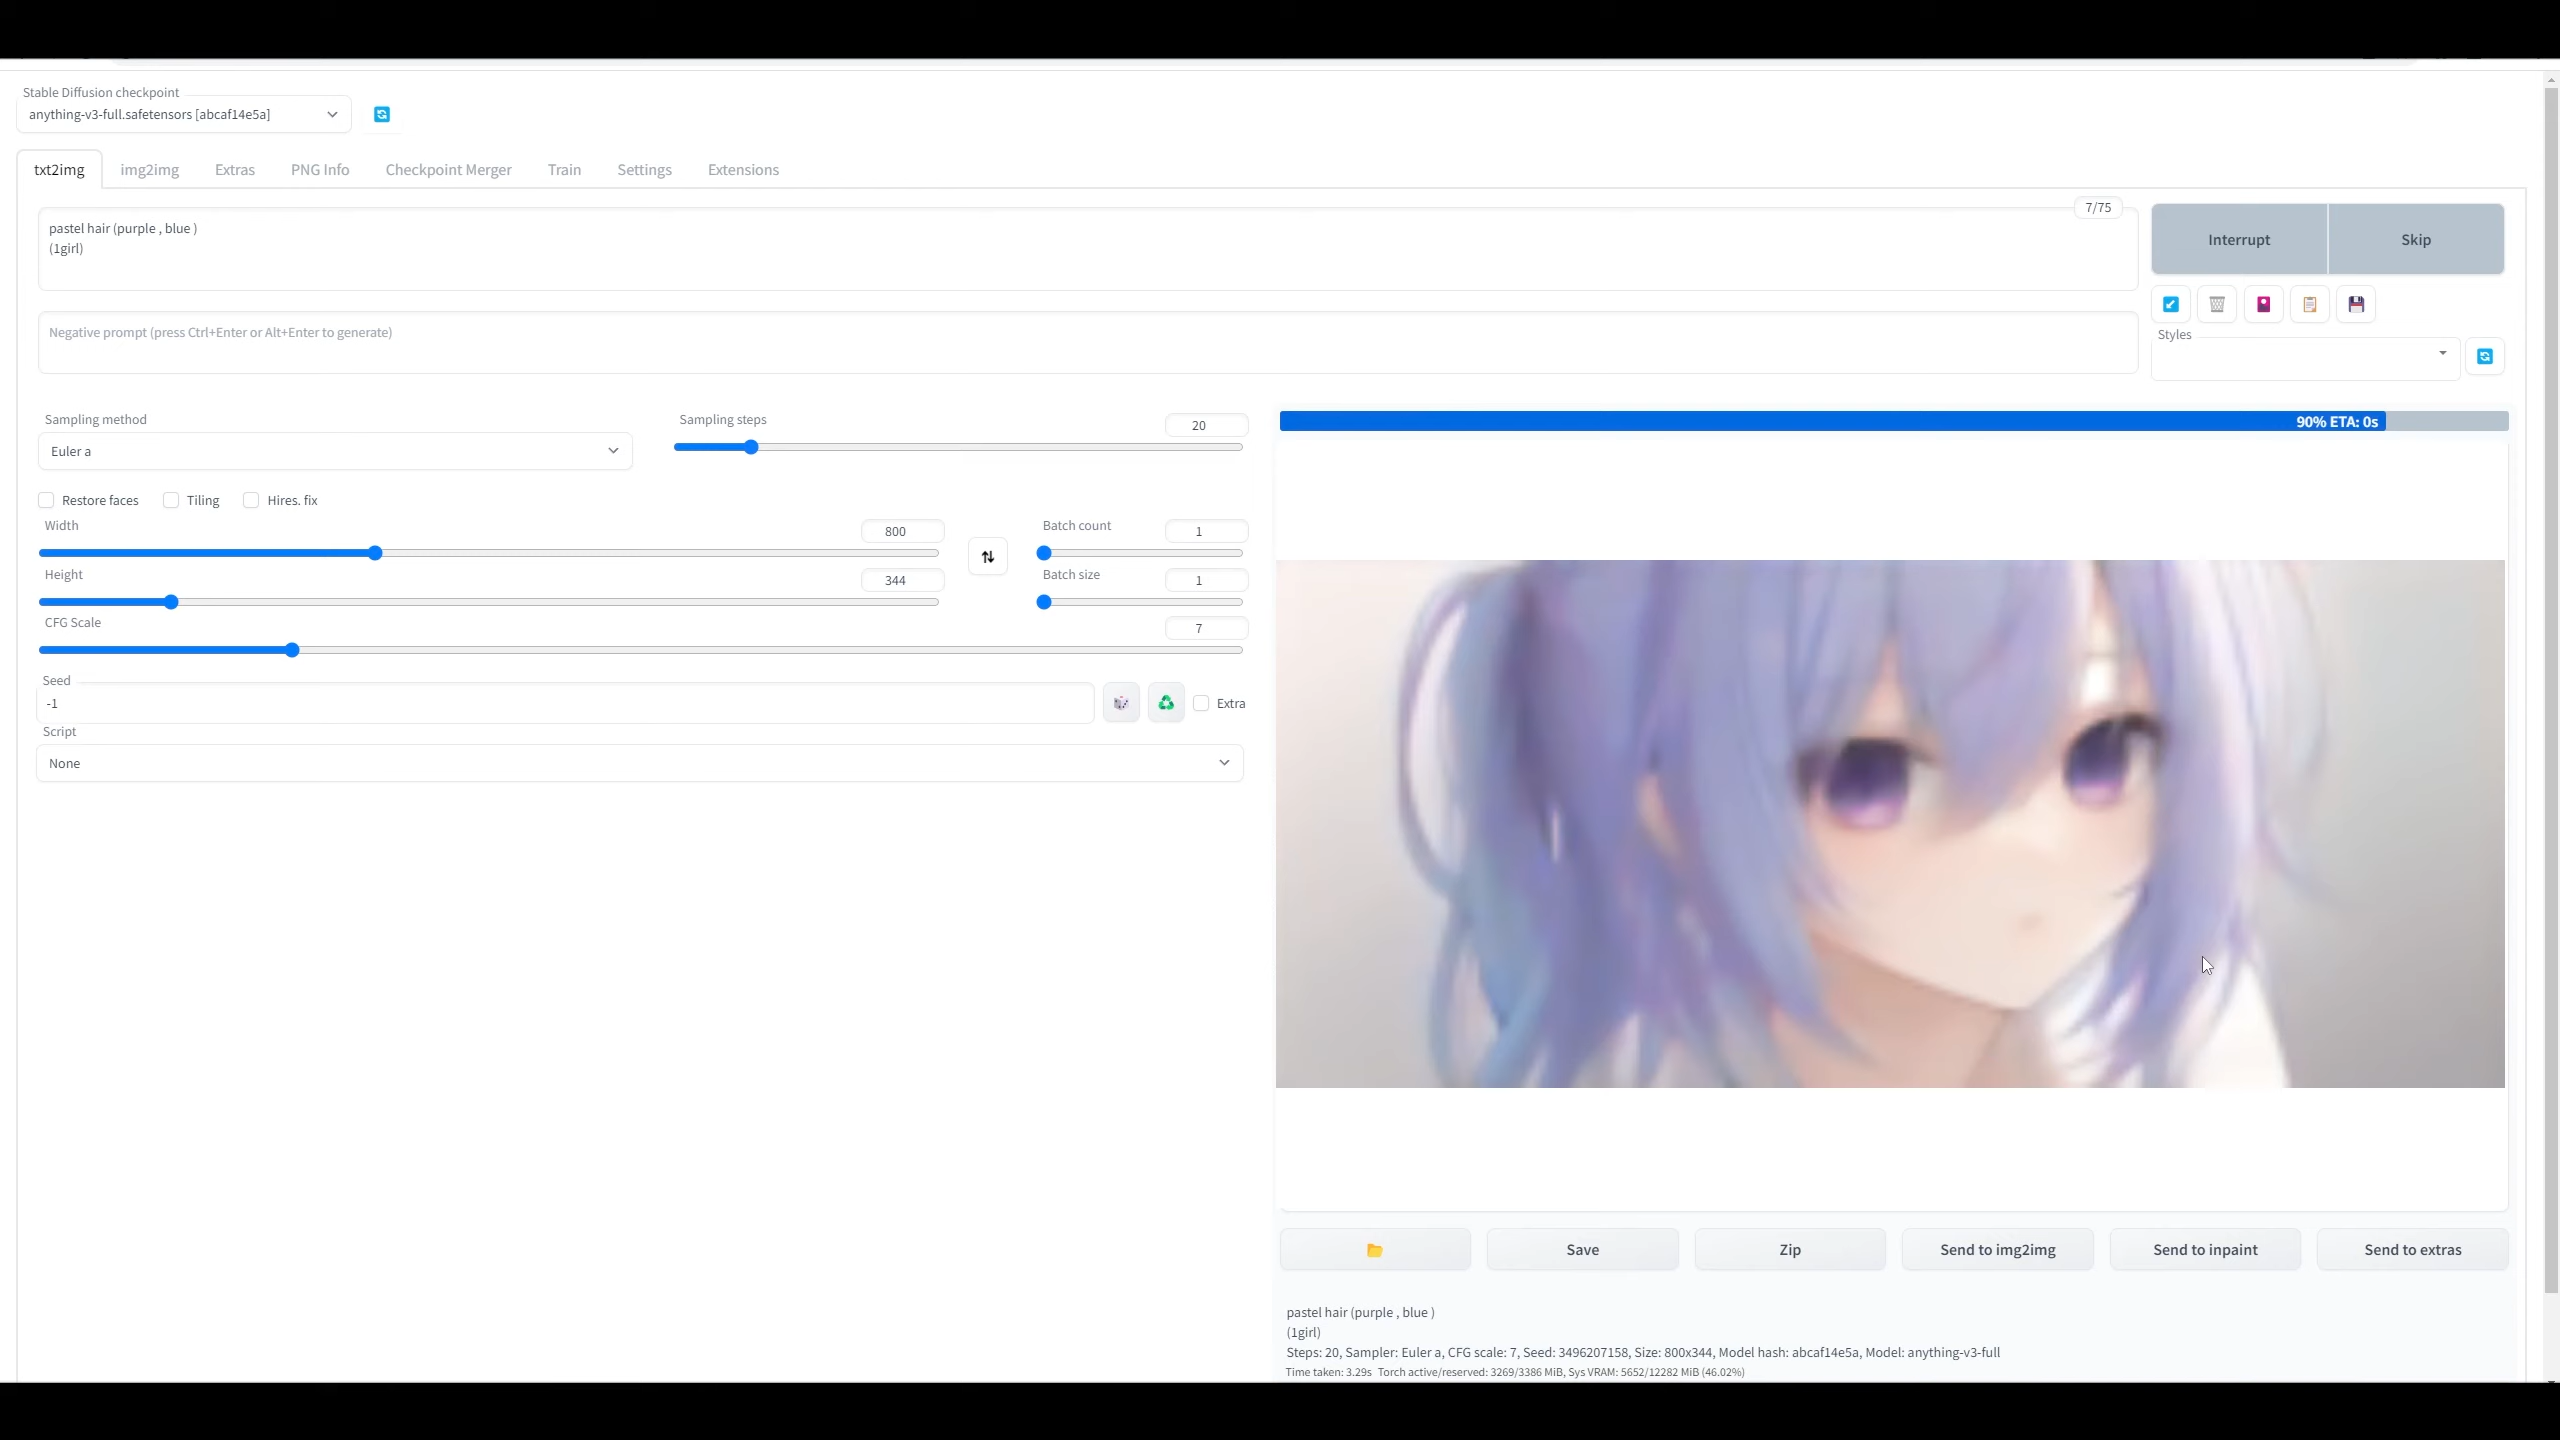 Stable Diffusion checkpoint
anything-v3-full.safetensors [abcaf14e5a]
txt2img img2img Extras PNG Info Checkpoint Merger Train Settings Extensions
7/75
pastel hair (purple , blue )
(1girl)
Interrupt Skip
Negative prompt (press Ctrl+Enter or Alt+Enter to generate)
Styles
Sampling method
Euler a
Sampling steps
20
90% ETA: 0s
Restore faces Tiling Hires. fix
Width
800
Batch count
1
Height
344
Batch size
1
CFG Scale
7
Seed
-1
Extra
Script
None
Save Zip Send to img2img Send to inpaint Send to extras
pastel hair (purple , blue )
(1girl)
Steps: 20, Sampler: Euler a, CFG scale: 7, Seed: 3496207158, Size: 800x344, Model hash: abcaf14e5a, Model: anything-v3-full
Time taken: 3.29s Torch active/reserved: 3269/3386 MiB, Sys VRAM: 5652/12282 MiB (46.02%)